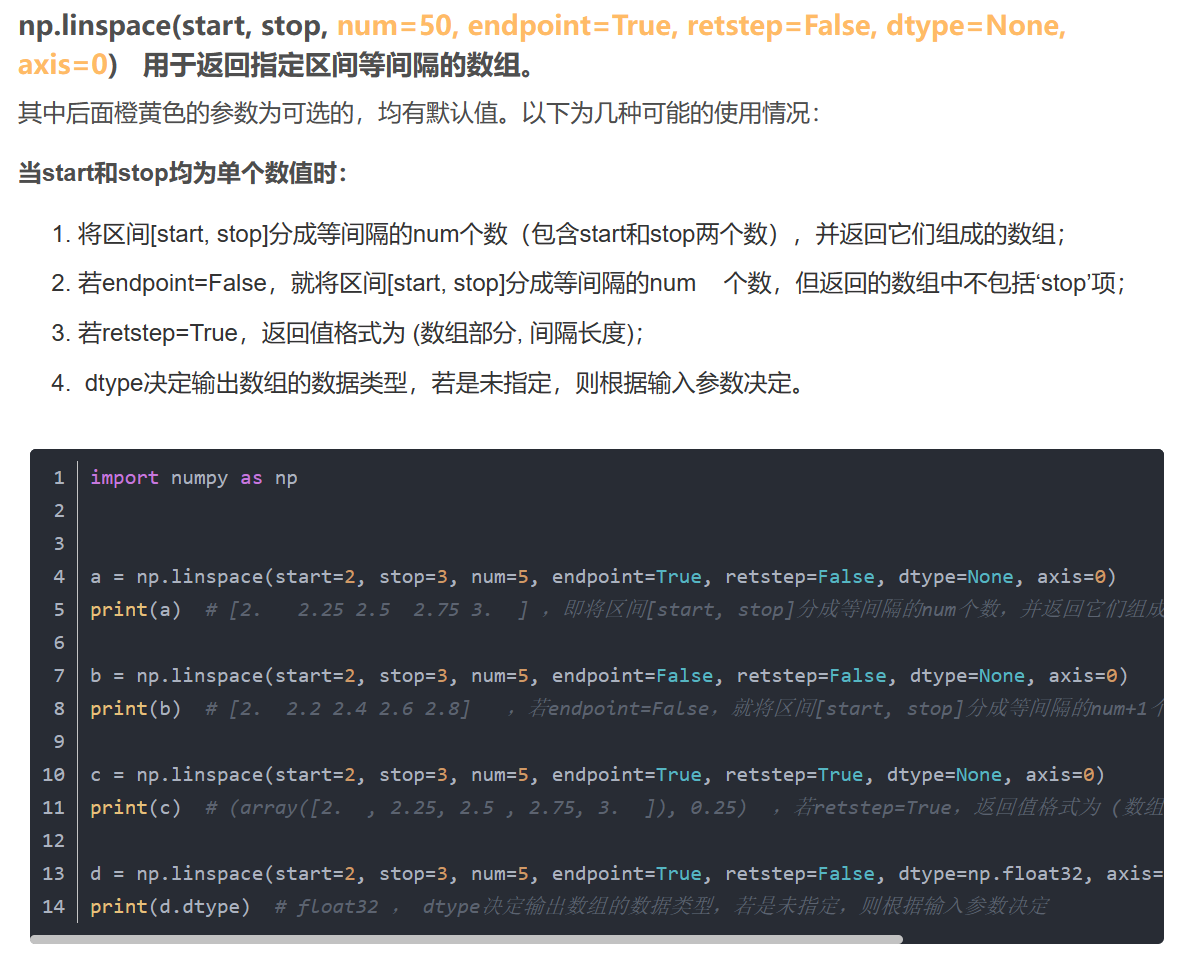 np.linspace(start, stop, num=50, endpoint=True, retstep=False, dtype=None,
axis=0) 用于返回指定区间等间隔的数组。
其中后面橙黄色的参数为可选的，均有默认值。以下为几种可能的使用情况：
当start和stop均为单个数值时：
1. 将区间[start, stop]分成等间隔的num个数（包含start和stop两个数），并返回它们组成的数组；
2. 若endpoint=False，就将区间[start, stop]分成等间隔的num 个数，但返回的数组中不包括‘stop’项；
3. 若retstep=True，返回值格式为 (数组部分, 间隔长度)；
4. dtype决定输出数组的数据类型，若是未指定，则根据输入参数决定。
1 import numpy as np
2
3
4 a = np.linspace(start=2, stop=3, num=5, endpoint=True, retstep=False, dtype=None, axis=0)
5 print(a)  # [2.   2.25 2.5  2.75 3.  ] ，即将区间[start, stop]分成等间隔的num个数，并返回它们组成
6
7 b = np.linspace(start=2, stop=3, num=5, endpoint=False, retstep=False, dtype=None, axis=0)
8 print(b)  # [2.  2.2 2.4 2.6 2.8]   ，若endpoint=False，就将区间[start, stop]分成等间隔的num+1个
9
10 c = np.linspace(start=2, stop=3, num=5, endpoint=True, retstep=True, dtype=None, axis=0)
11 print(c)  # (array([2.  , 2.25, 2.5 , 2.75, 3.  ]), 0.25)  ，若retstep=True，返回值格式为 (数组
12
13 d = np.linspace(start=2, stop=3, num=5, endpoint=True, retstep=False, dtype=np.float32, axis=
14 print(d.dtype)  # float32 ， dtype决定输出数组的数据类型，若是未指定，则根据输入参数决定